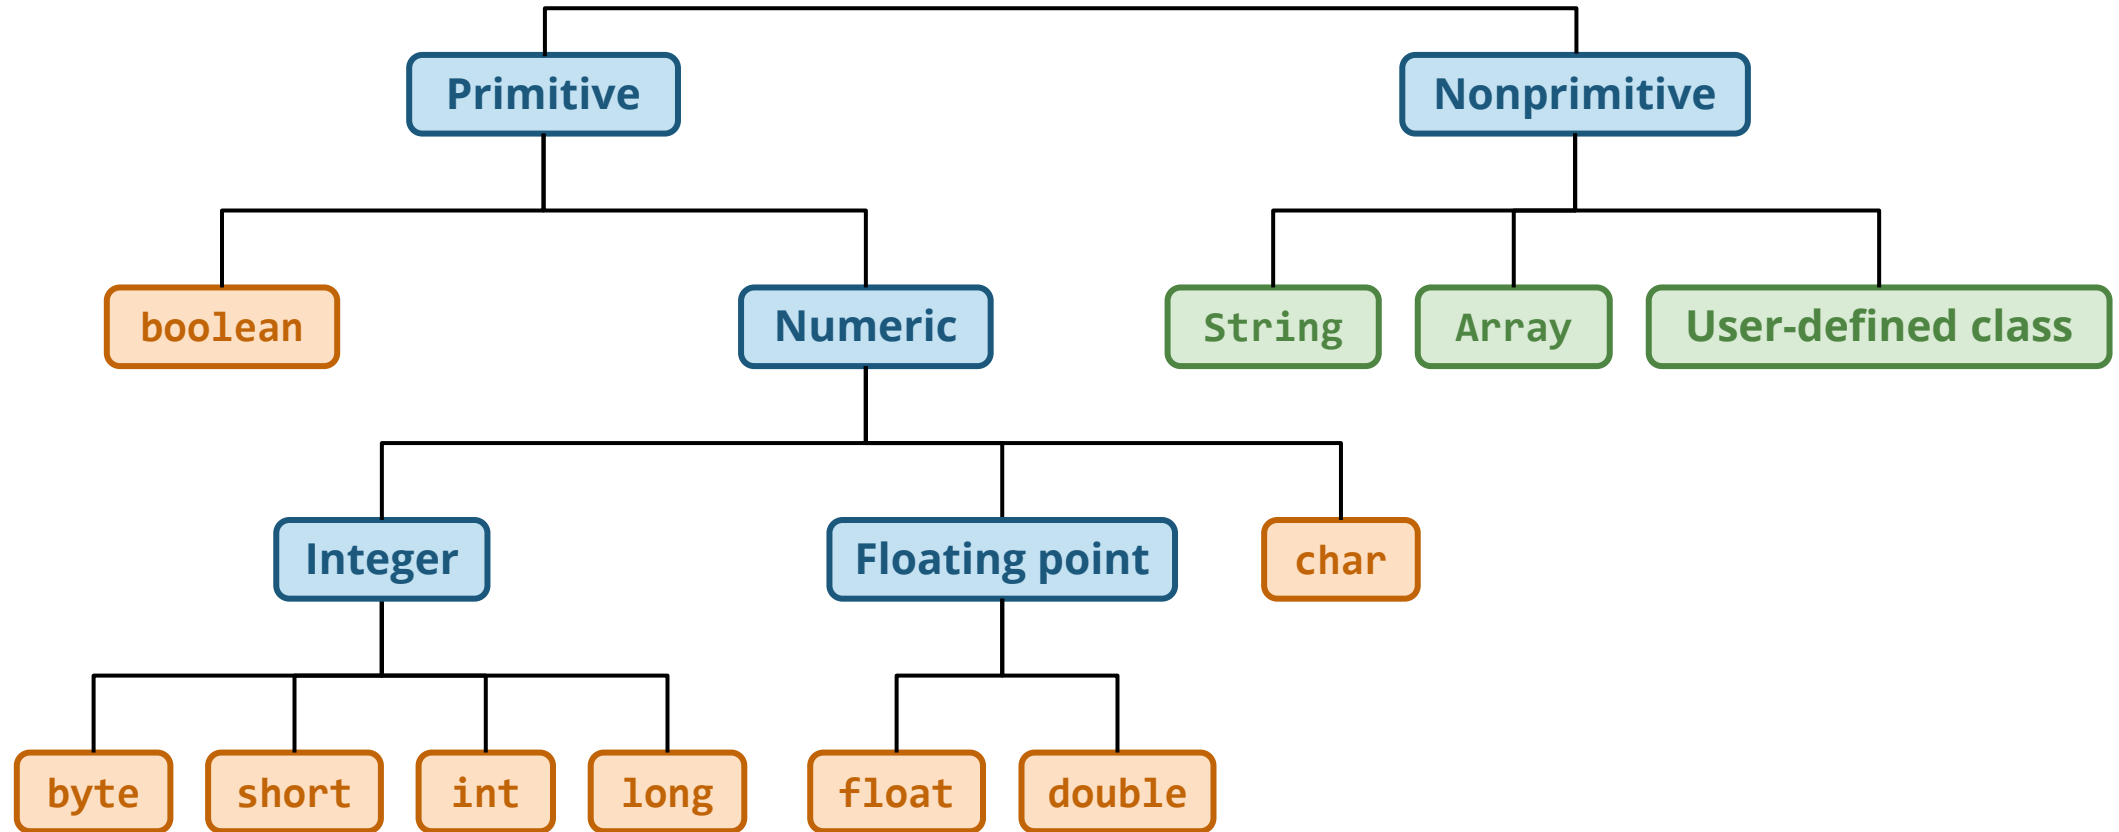 Primitive
Nonprimitive
boolean
Numeric
String
Array
User-defined class
Integer
Floating point
char
byte
short
int
long
float
double